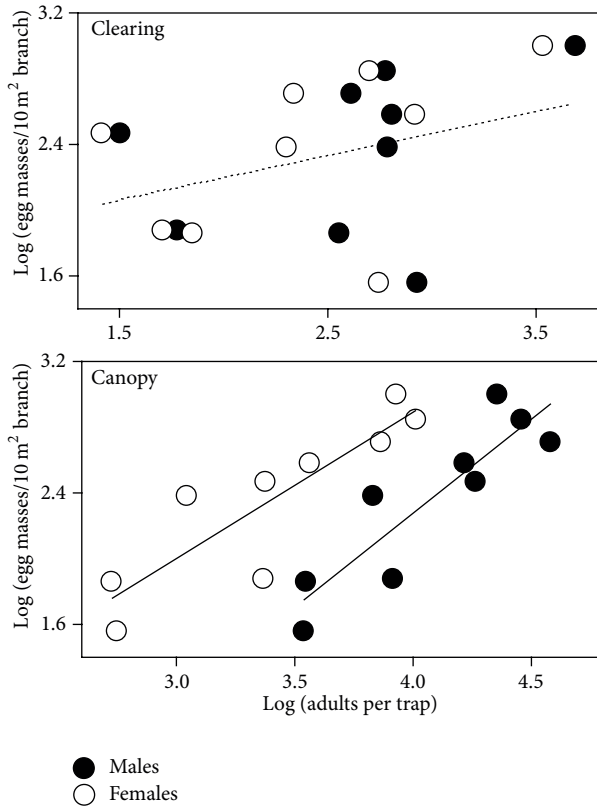 3.2
Clearing
2.4
1.6
Log (egg masses/10 m² branch)
1.5 2.5 3.5
3.2
Canopy
2.4
1.6
Log (egg masses/10 m² branch)
3.0 3.5 4.0 4.5
Log (adults per trap)
Males
Females